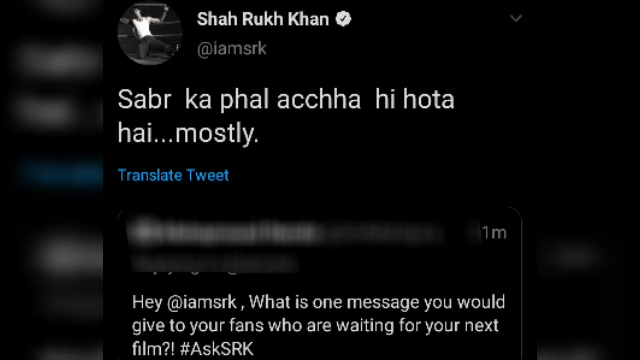 Shah Rukh Khan
@iamsrk
Sabr ka phal acchha hi hota
hai...mostly.
Translate Tweet
1m
Hey @iamsrk , What is one message you would
give to your fans who are waiting for your next
film?! #AskSRK